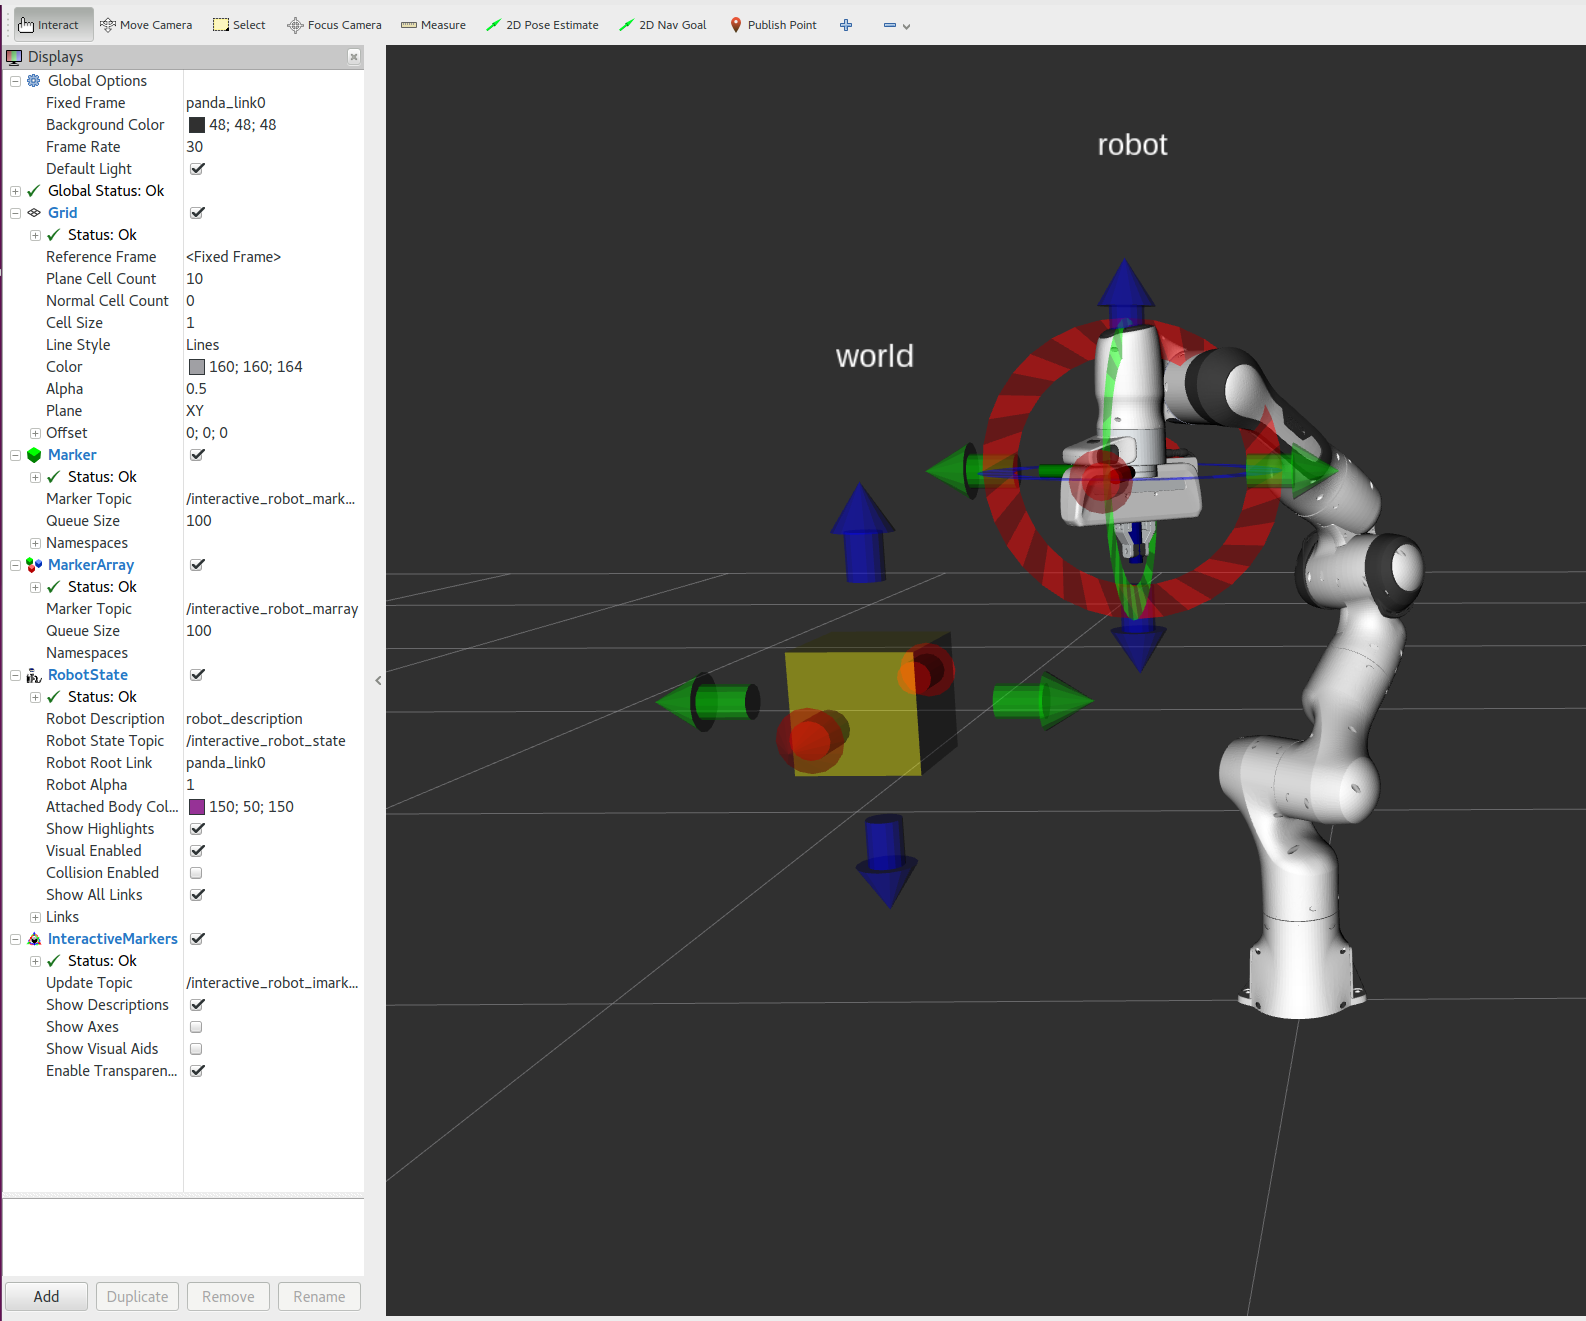 Interact Move Camera Select Focus Camera Measure 2D Pose Estimate 2D Nav Goal Publish Point
Displays
Global Options
Fixed Frame panda_link0
Background Color 48; 48; 48
Frame Rate 30
Default Light
Global Status: Ok
Grid
Status: Ok
Reference Frame <Fixed Frame>
Plane Cell Count 10
Normal Cell Count 0
Cell Size 1
Line Style Lines
Color 160; 160; 164
Alpha 0.5
Plane XY
Offset 0; 0; 0
Marker
Status: Ok
Marker Topic /interactive_robot_mark...
Queue Size 100
Namespaces
MarkerArray
Status: Ok
Marker Topic /interactive_robot_marray
Queue Size 100
Namespaces
RobotState
Status: Ok
Robot Description robot_description
Robot State Topic /interactive_robot_state
Robot Root Link panda_link0
Robot Alpha 1
Attached Body Col... 150; 50; 150
Show Highlights
Visual Enabled
Collision Enabled
Show All Links
Links
InteractiveMarkers
Status: Ok
Update Topic /interactive_robot_imark...
Show Descriptions
Show Axes
Show Visual Aids
Enable Transparen...
Add Duplicate Remove Rename
robot
world